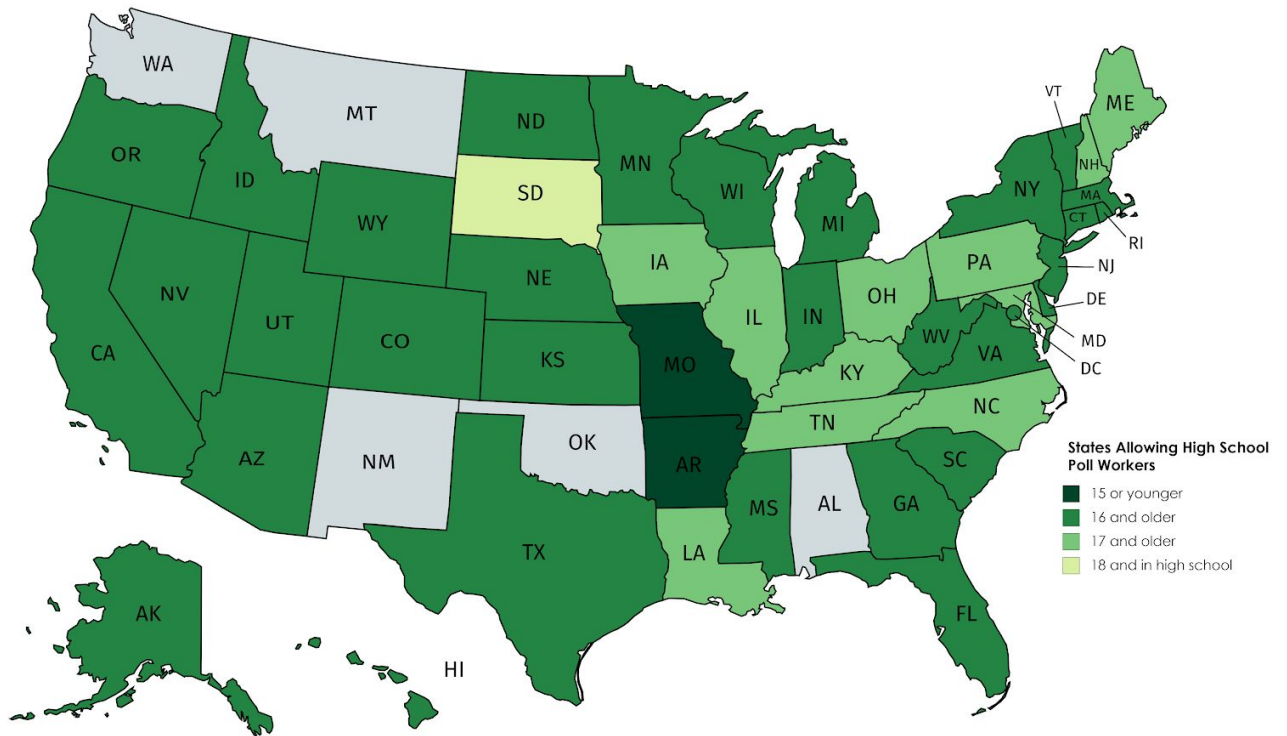 WA
MT
ND
MN
VT
ME
OR
ID
SD
WI
NH
NY
MA
WY
MI
CT
RI
IA
PA
NE
NJ
NV
OH
UT
IL
IN
DE
CO
WV
MD
CA
KS
MO
VA
KY
DC
NC
TN
OK
AZ
NM
AR
SC
MS
AL
GA
TX
LA
AK
FL
HI
States Allowing High School
Poll Workers
15 or younger
16 and older
17 and older
18 and in high school